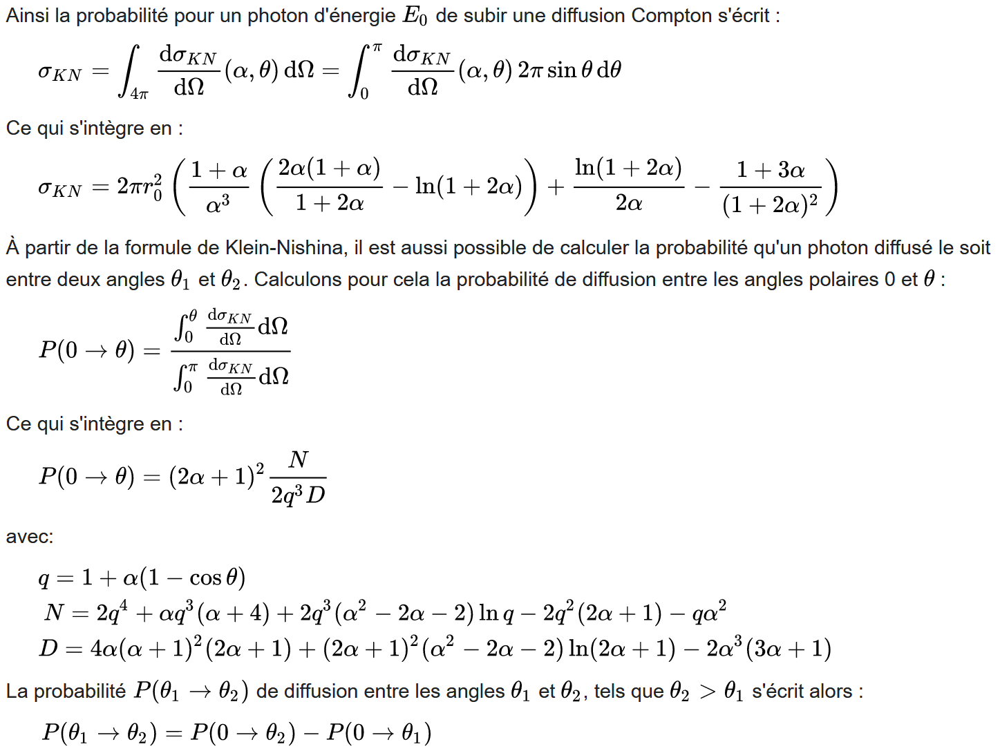 Ainsi la probabilité pour un photon d'énergie $E_0$ de subir une diffusion Compton s'écrit :
$\sigma_{KN} = \int_{4\pi} \frac{\mathrm{d}\sigma_{KN}}{\mathrm{d}\Omega}(\alpha, \theta)\, \mathrm{d}\Omega = \int_0^{\pi} \frac{\mathrm{d}\sigma_{KN}}{\mathrm{d}\Omega}(\alpha, \theta)\, 2\pi \sin\theta\, \mathrm{d}\theta$
Ce qui s'intègre en :
$\sigma_{KN} = 2\pi r_0^2 \left( \frac{1+\alpha}{\alpha^3} \left( \frac{2\alpha(1+\alpha)}{1+2\alpha} - \ln(1+2\alpha) \right) + \frac{\ln(1+2\alpha)}{2\alpha} - \frac{1+3\alpha}{(1+2\alpha)^2} \right)$
À partir de la formule de Klein-Nishina, il est aussi possible de calculer la probabilité qu'un photon diffusé le soit
entre deux angles $\theta_1$ et $\theta_2$. Calculons pour cela la probabilité de diffusion entre les angles polaires 0 et $\theta$ :
$P(0 \to \theta) = \frac{\int_0^{\theta} \frac{\mathrm{d}\sigma_{KN}}{\mathrm{d}\Omega} \mathrm{d}\Omega}{\int_0^{\pi} \frac{\mathrm{d}\sigma_{KN}}{\mathrm{d}\Omega} \mathrm{d}\Omega}$
Ce qui s'intègre en :
$P(0 \to \theta) = (2\alpha + 1)^2 \frac{N}{2q^3 D}$
avec:
$q = 1 + \alpha(1 - \cos\theta)$
$N = 2q^4 + \alpha q^3(\alpha + 4) + 2q^3(\alpha^2 - 2\alpha - 2) \ln q - 2q^2(2\alpha + 1) - q\alpha^2$
$D = 4\alpha(\alpha + 1)^2(2\alpha + 1) + (2\alpha + 1)^2(\alpha^2 - 2\alpha - 2) \ln(2\alpha + 1) - 2\alpha^3(3\alpha + 1)$
La probabilité $P(\theta_1 \to \theta_2)$ de diffusion entre les angles $\theta_1$ et $\theta_2$, tels que $\theta_2 > \theta_1$ s'écrit alors :
$P(\theta_1 \to \theta_2) = P(0 \to \theta_2) - P(0 \to \theta_1)$